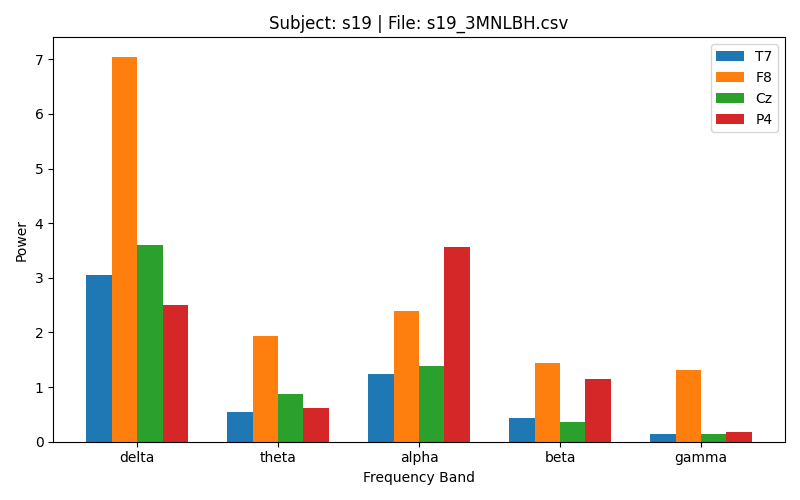 Subject: s19 | File: s19_3MNLBH.csv
T7
F8
Cz
P4
Power
7
6
5
4
3
2
1
0
delta theta alpha beta gamma
Frequency Band